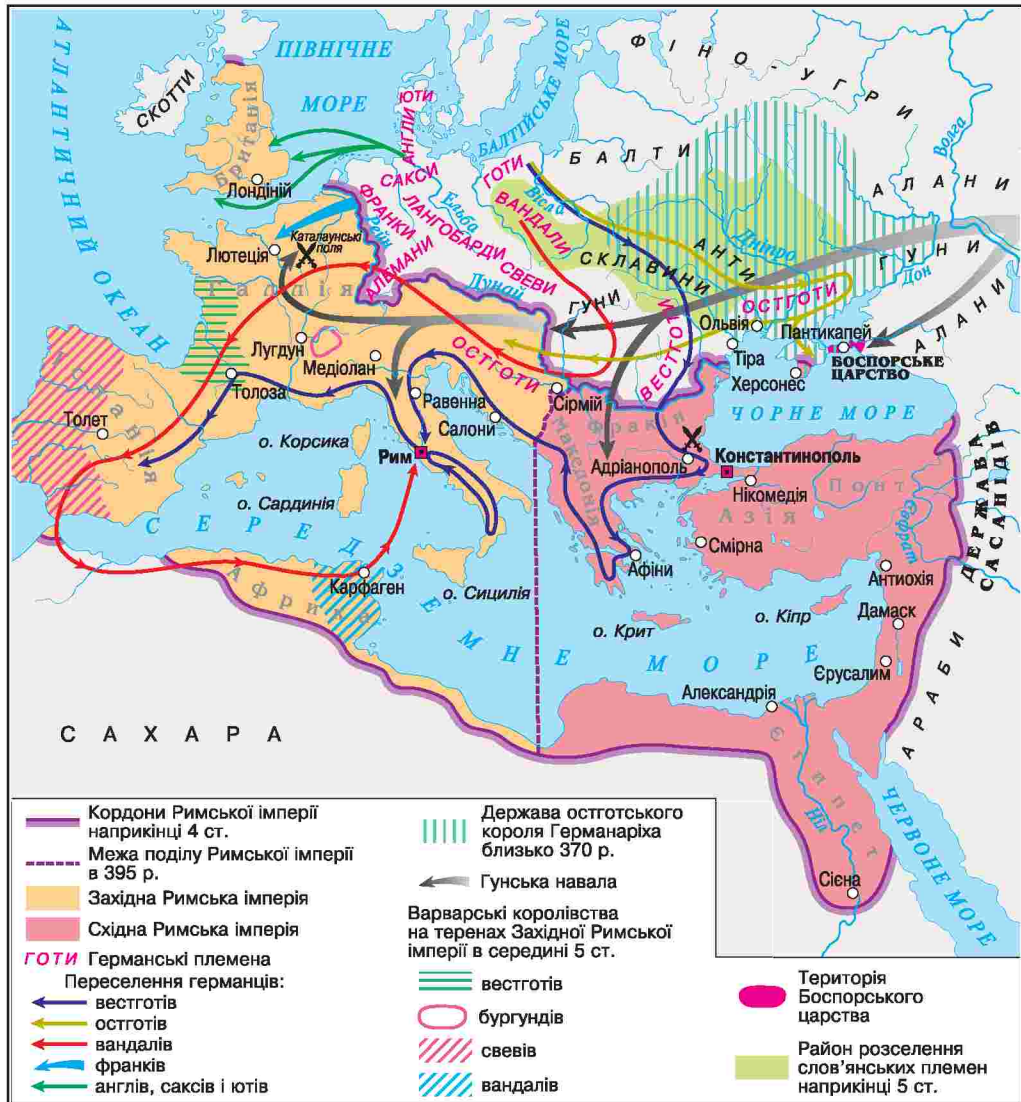 АТЛАНТИЧНИЙ ОКЕАН
ПІВНІЧНЕ
МОРЕ
БАЛТІЙСЬКЕ МОРЕ
ФІНО-УГРИ
СКОТТИ
Британія
Лондіній
ЮТИ
АНГЛИ
САКСИ
ФРАНКИ
ЛАНГОБАРДИ
СВЕВИ
АЛЕМАНИ
Ельба
Рейн
ГОТИ
ВАНДАЛИ
Вісла
БАЛТИ
АЛАНИ
Волга
АНТИ
СКЛАВИНИ
Дніпро
ГУНИ
Дон
АЛАНИ
Лютеція
Каталаунські
поля
Галлія
Дунай
ГУНИ
ОСТГОТИ
ВЕСТГОТИ
Ольвія
Тіра
Пантикапей
БОСПОРСЬКЕ
ЦАРСТВО
Херсонес
Лугдун
Медіолан
ОСТГОТИ
Сірмій
Равенна
Салони
Толоза
Толет
Іспанія
о. Корсика
Рим
о. Сардинія
Македонія
Фракія
Адріанополь
Константинополь
ЧОРНЕ МОРЕ
Нікомедія
Понт
Азія
Євфрат
ДЕРЖАВА
САСАНІДІВ
СЕРЕДЗЕМНЕ МОРЕ
Африка
Карфаген
о. Сицилія
Афіни
Смірна
Антиохія
о. Крит
о. Кіпр
Дамаск
Єрусалим
Александрія
АРАБИ
САХАРА
Єгипет
Ніл
Сієна
ЧЕРВОНЕ МОРЕ
Кордони Римської імперії
наприкінці 4 ст.
Межа поділу Римської імперії
в 395 р.
Західна Римська імперія
Східна Римська імперія
ГОТИ Германські племена
Переселення германців:
вестготів
остготів
вандалів
франків
англів, саксів і ютів
Держава остготського
короля Германаріха
близько 370 р.
Гунська навала
Варварські королівства
на теренах Західної Римської
імперії в середині 5 ст.
вестготів
бургундів
свевів
вандалів
Територія
Боспорського
царства
Район розселення
слов’янських племен
наприкінці 5 ст.